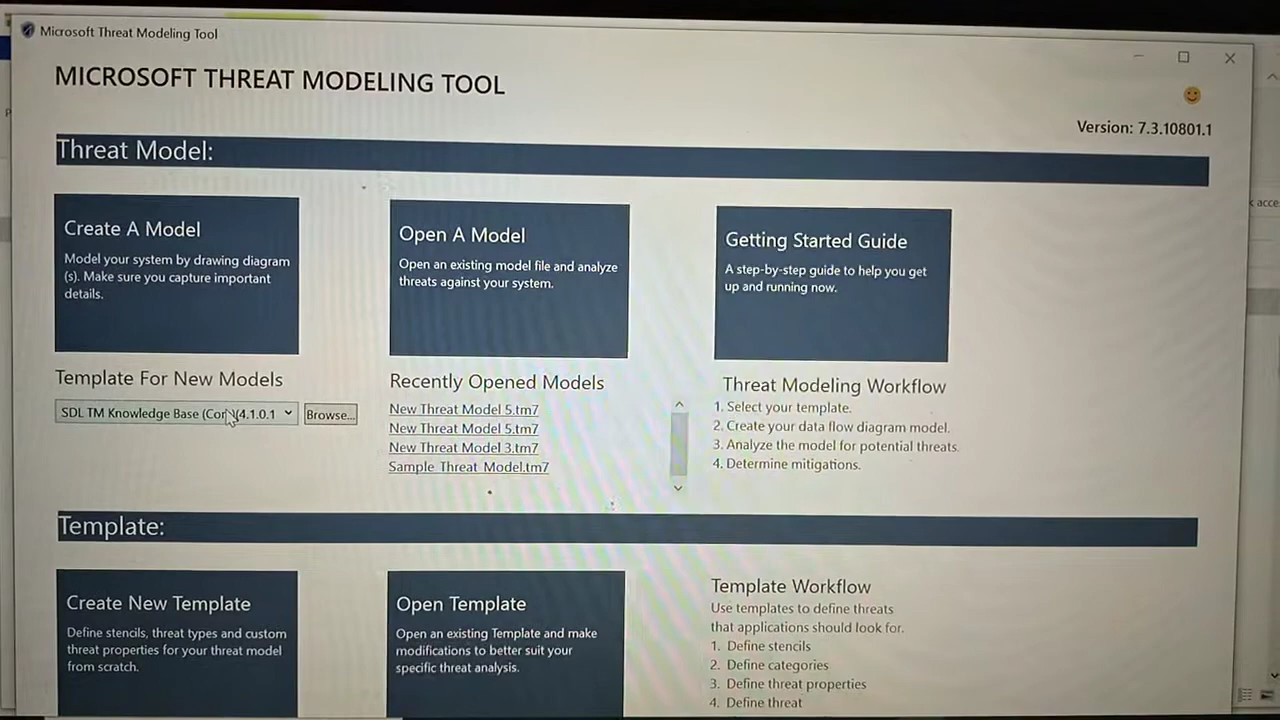 Microsoft Threat Modeling Tool
MICROSOFT THREAT MODELING TOOL
Version: 7.3.10801.1
Threat Model:
Create A Model
Model your system by drawing diagram
(s). Make sure you capture important
details.
Open A Model
Open an existing model file and analyze
threats against your system.
Getting Started Guide
A step-by-step guide to help you get
up and running now.
Template For New Models
SDL TM Knowledge Base (4.1.0.1
Browse...
Recently Opened Models
New Threat Model 5.tm7
New Threat Model 5.tm7
New Threat Model 3.tm7
Sample Threat Model.tm7
Threat Modeling Workflow
1. Select your template.
2. Create your data flow diagram model.
3. Analyze the model for potential threats.
4. Determine mitigations.
Template:
Create New Template
Define stencils, threat types and custom
threat properties for your threat model
from scratch.
Open Template
Open an existing Template and make
modifications to better suit your
specific threat analysis.
Template Workflow
Use templates to define threats
that applications should look for.
1. Define stencils
2. Define categories
3. Define threat properties
4. Define threat